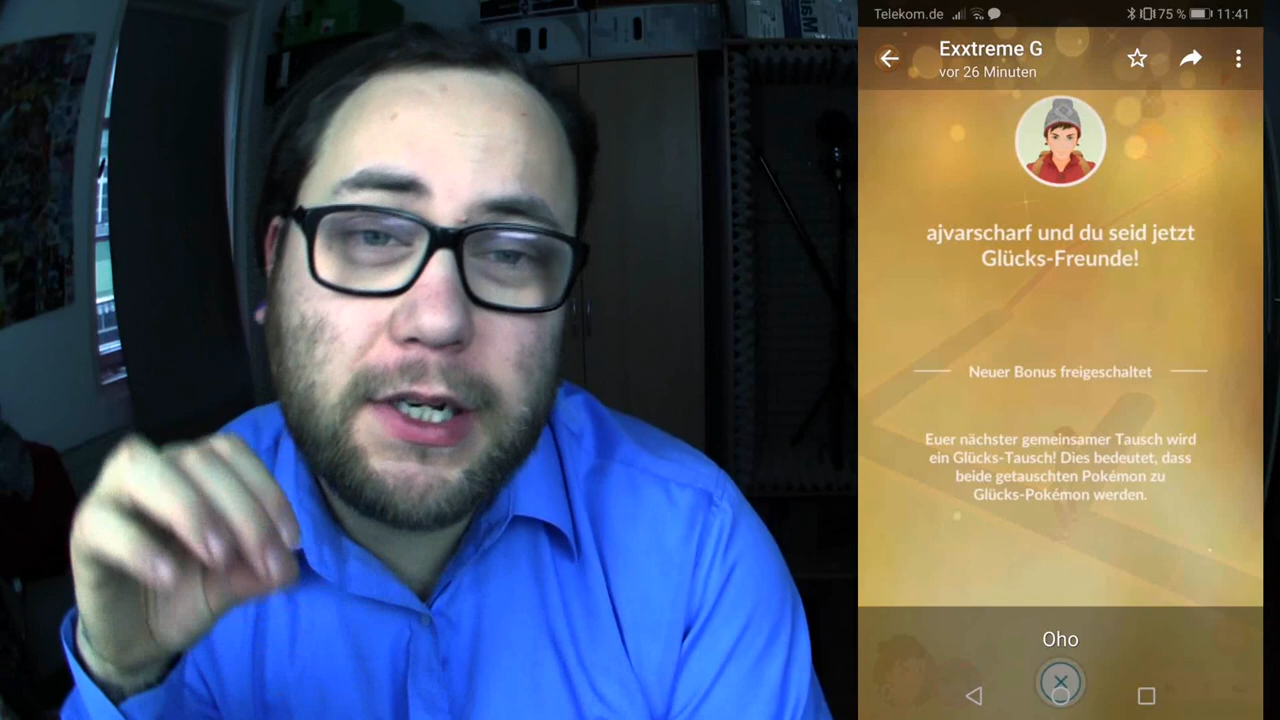 Telekom.de
75 %
11:41
Exxtreme G
vor 26 Minuten
ajvarscharf und du seid jetzt
Glücks-Freunde!
Neuer Bonus freigeschaltet
Euer nächster gemeinsamer Tausch wird
ein Glücks-Tausch! Dies bedeutet, dass
beide getauschten Pokémon zu
Glücks-Pokémon werden.
Oho